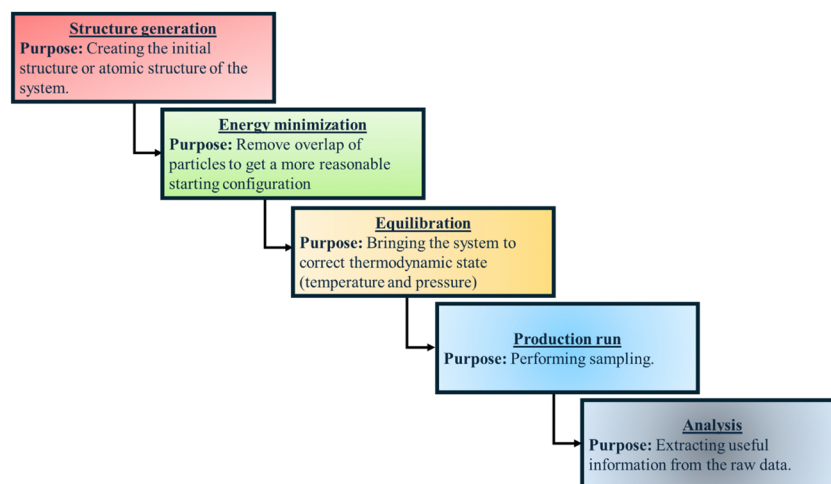 Structure generation
Purpose: Creating the initial
structure or atomic structure of the
system.
Energy minimization
Purpose: Remove overlap of
particles to get a more reasonable
starting configuration
Equilibration
Purpose: Bringing the system to
correct thermodynamic state
(temperature and pressure)
Production run
Purpose: Performing sampling.
Analysis
Purpose: Extracting useful
information from the raw data.